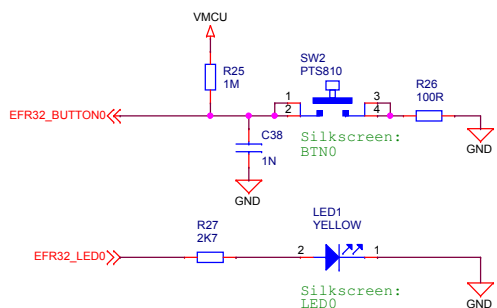 VMCU
R25
1M
SW2
PTS810
1
2
3
4
R26
100R
EFR32_BUTTON0
C38
1N
Silkscreen:
BTN0
GND
GND
R27
2K7
LED1
YELLOW
EFR32_LED0
2
1
Silkscreen:
LED0
GND